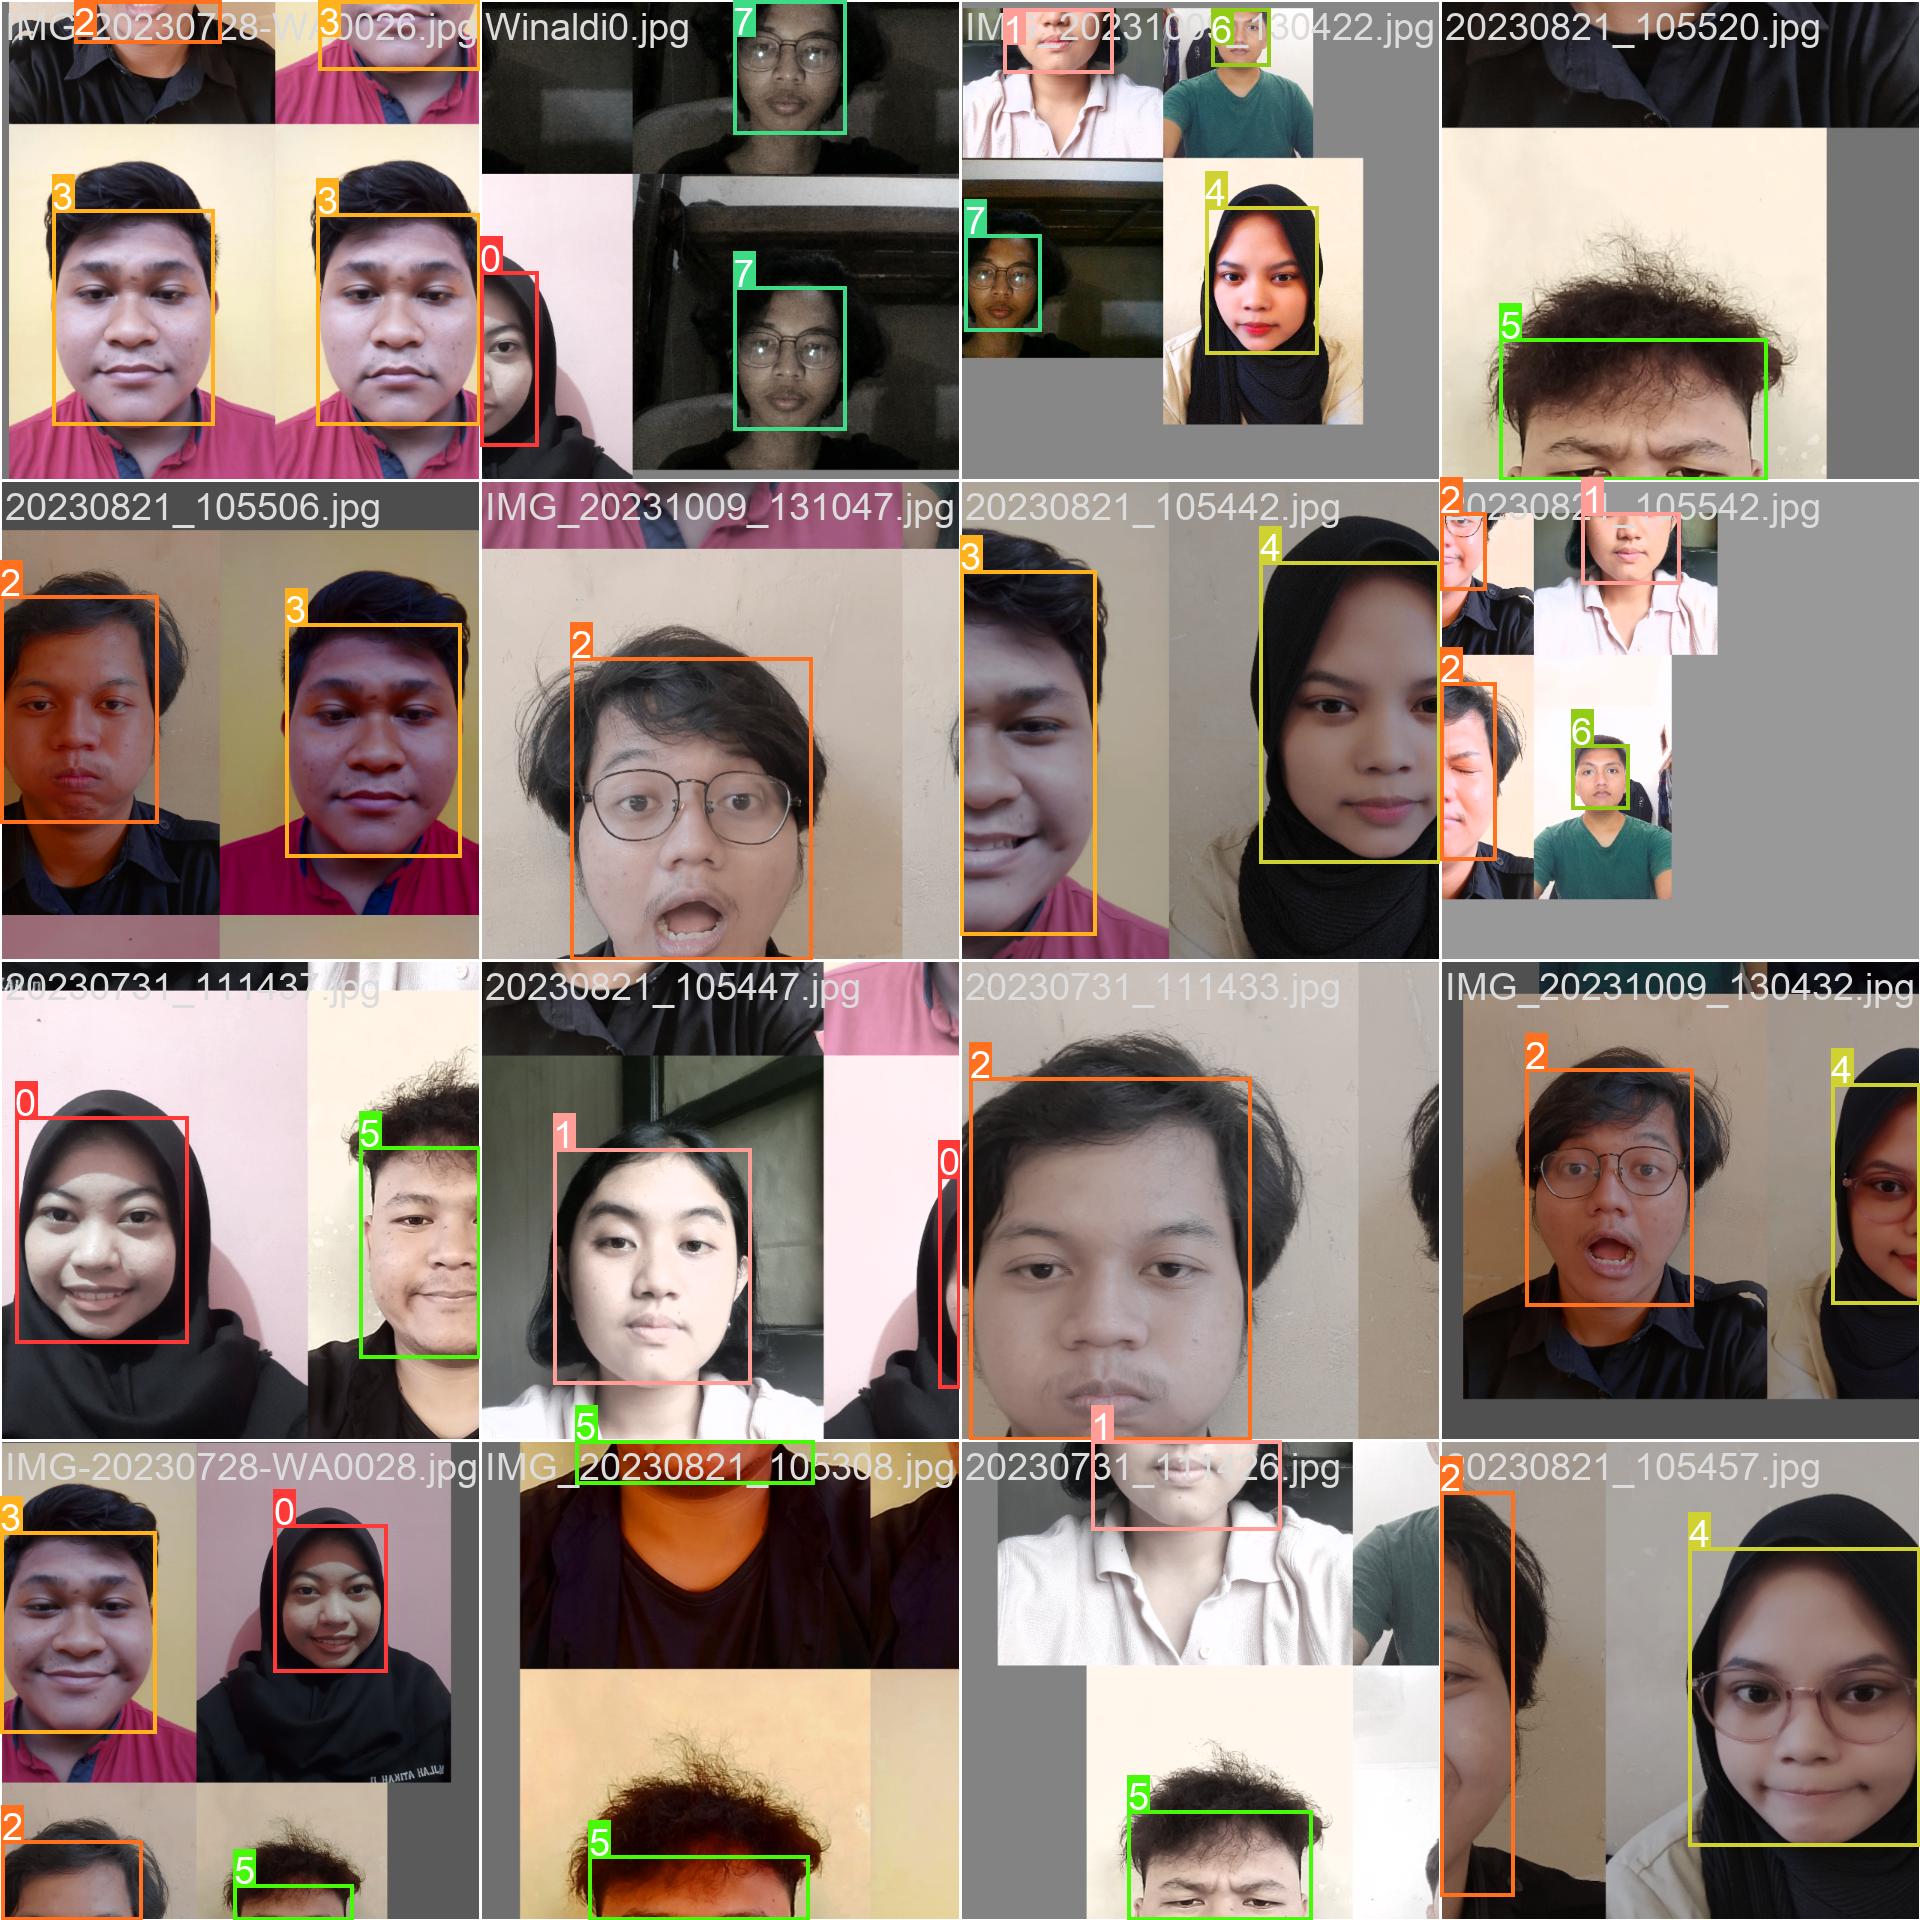 IMG-20230728-WA0026.jpg
2
3
3
3
Winaldi0.jpg
7
0
7
130422.jpg
1
6
7
4
20230821_105520.jpg
5
20230821_105506.jpg
2
3
IMG_20231009_131047.jpg
2
20230821_105442.jpg
3
4
20230821_105542.jpg
2
1
2
6
20230731_111437.jpg
0
5
20230821_105447.jpg
1
0
5
20230731_111433.jpg
2
1
IMG_20231009_130432.jpg
2
4
IMG-20230728-WA0028.jpg
3
0
2
5
IMG_20230821_105308.jpg
5
20230731_111426.jpg
5
20230821_105457.jpg
2
4